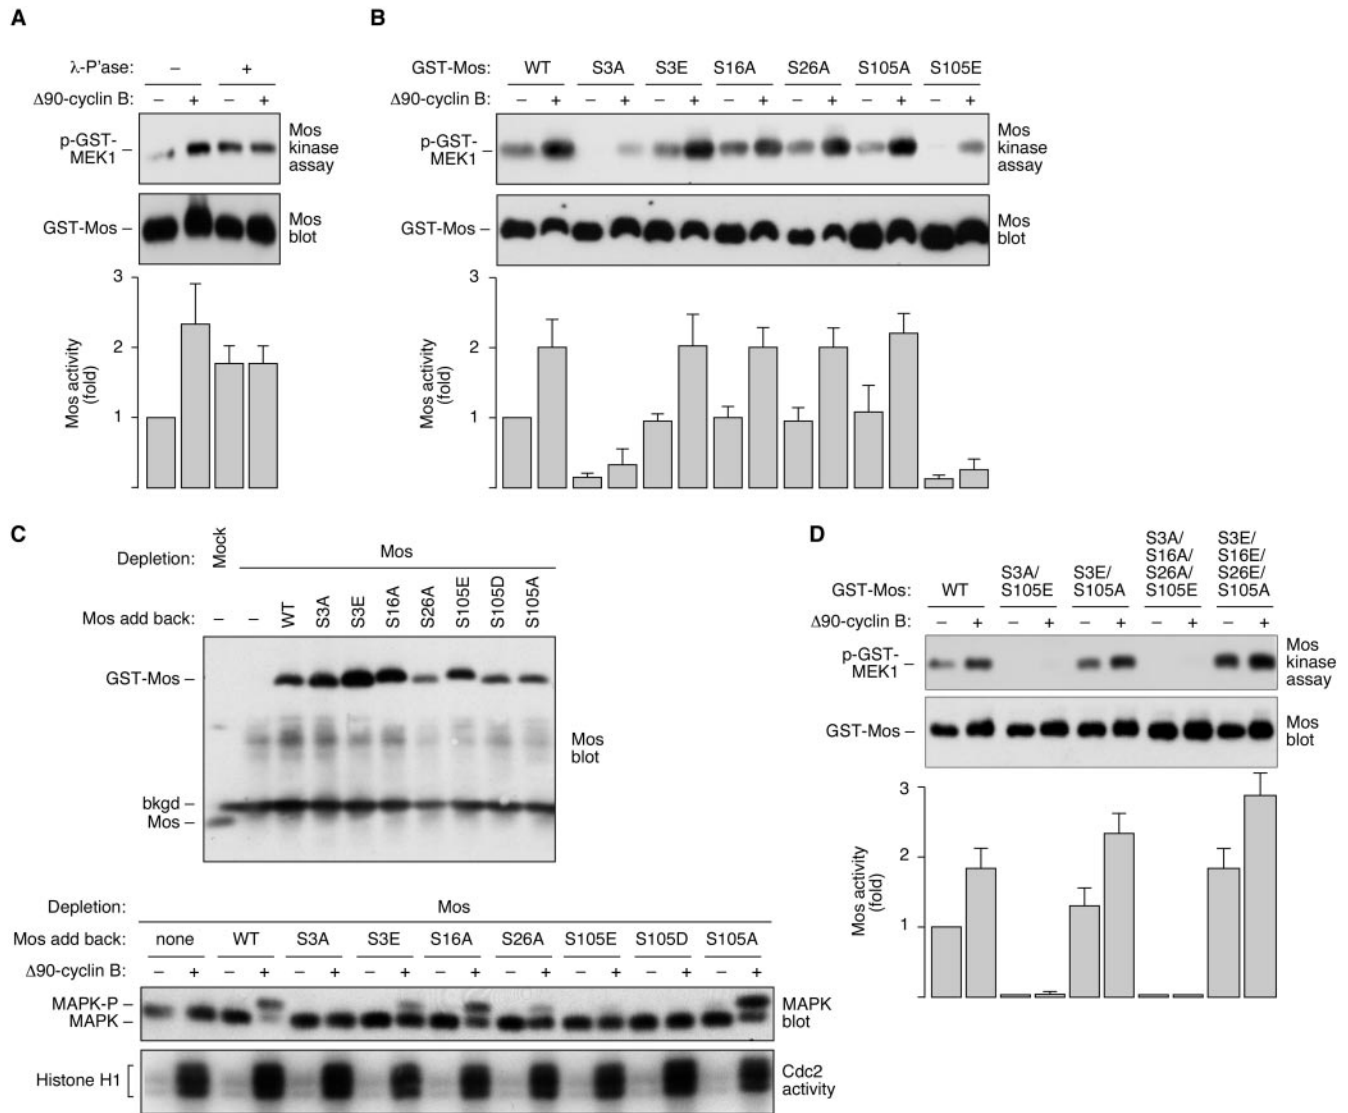 A
λ-P'ase: – +
Δ90-cyclin B: – + – +
p-GST-
MEK1 –
Mos
kinase
assay
GST-Mos –
Mos
blot
3
2
1
Mos activity
(fold)
B
GST-Mos: WT S3A S3E S16A S26A S105A S105E
Δ90-cyclin B: – + – + – + – + – + – + – +
p-GST-
MEK1 –
Mos
kinase
assay
GST-Mos –
Mos
blot
3
2
1
Mos activity
(fold)
C
Depletion: Mock Mos
Mos add back: – – WT S3A S3E S16A S26A S105E S105D S105A
GST-Mos –
Mos
blot
bkgd –
Mos –
Depletion: Mos
Mos add back: none WT S3A S3E S16A S26A S105E S105D S105A
Δ90-cyclin B: – + – + – + – + – + – + – + – + – +
MAPK-P –
MAPK –
MAPK
blot
Histone H1
Cdc2
activity
D
GST-Mos: WT S3A/ S105E S3E/ S105A S3A/ S16A/ S26A/ S105E S3E/ S16E/ S26E/ S105A
Δ90-cyclin B: – + – + – + – + – +
p-GST-
MEK1 –
Mos
kinase
assay
GST-Mos –
Mos
blot
3
2
1
Mos activity
(fold)